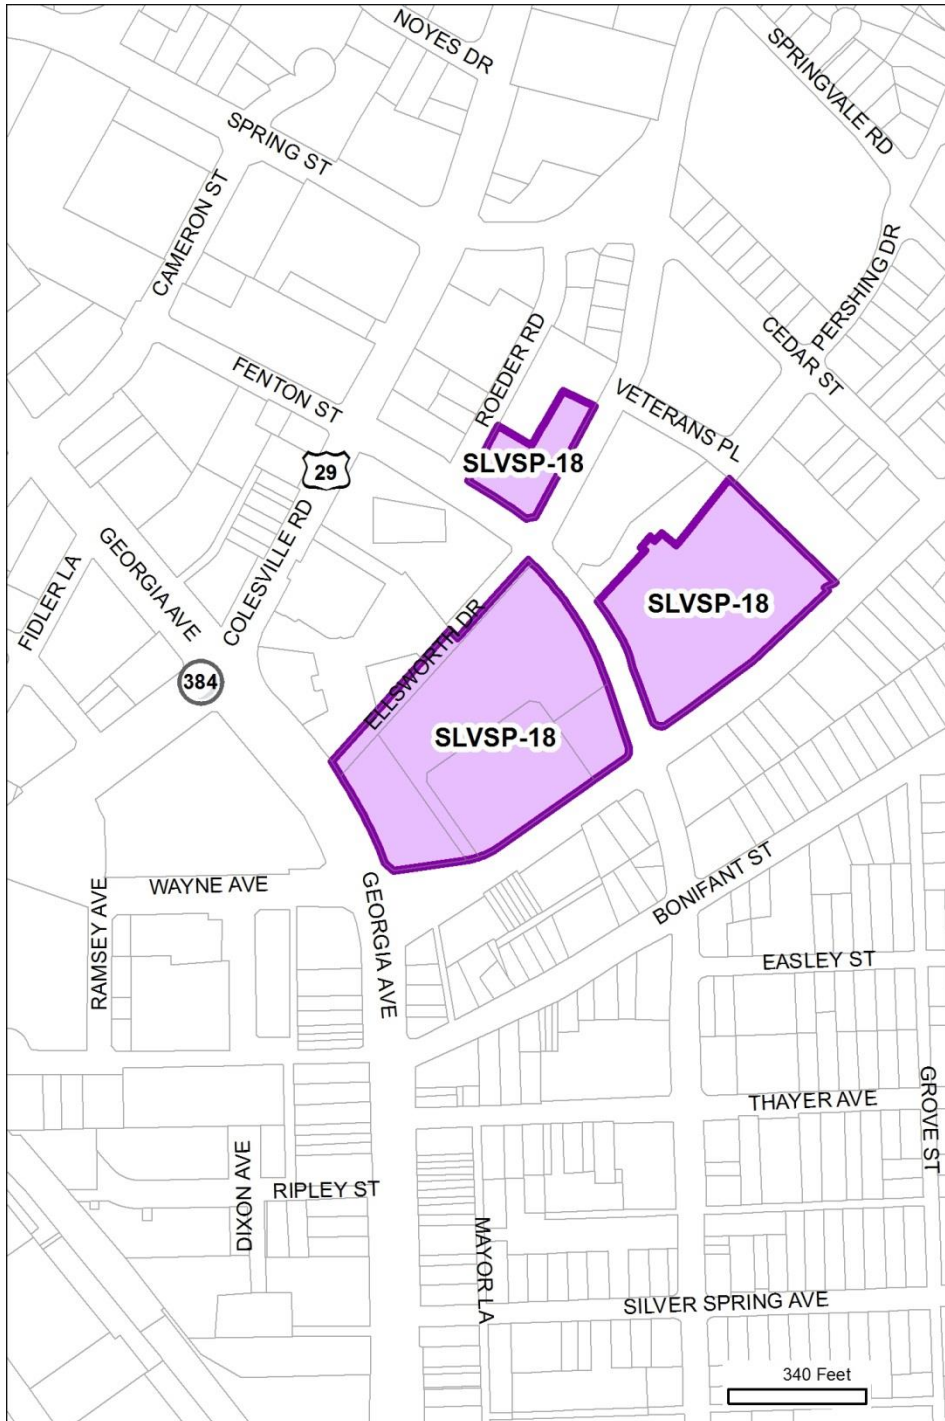 NOYES DR
SPRINGVALE RD
SPRING ST
CAMERON ST
PERSHING DR
ROEDER RD
CEDAR ST
FENTON ST
VETERANS PL
SLVSP-18
29
COLESVILLE RD
GEORGIA AVE
FIDLER LA
SLVSP-18
ELLSWORTH DR
384
SLVSP-18
BONIFANT ST
WAYNE AVE
RAMSEY AVE
GEORGIA AVE
EASLEY ST
THAYER AVE
GROVE ST
DIXON AVE
RIPLEY ST
MAYOR LA
SILVER SPRING AVE
340 Feet